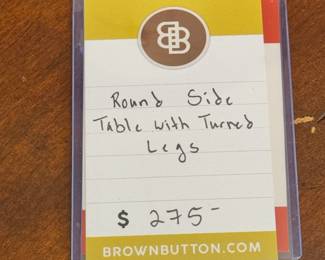 BB
Round Side
Table with Turned
Legs
$ 275-
BROWNBUTTON.COM